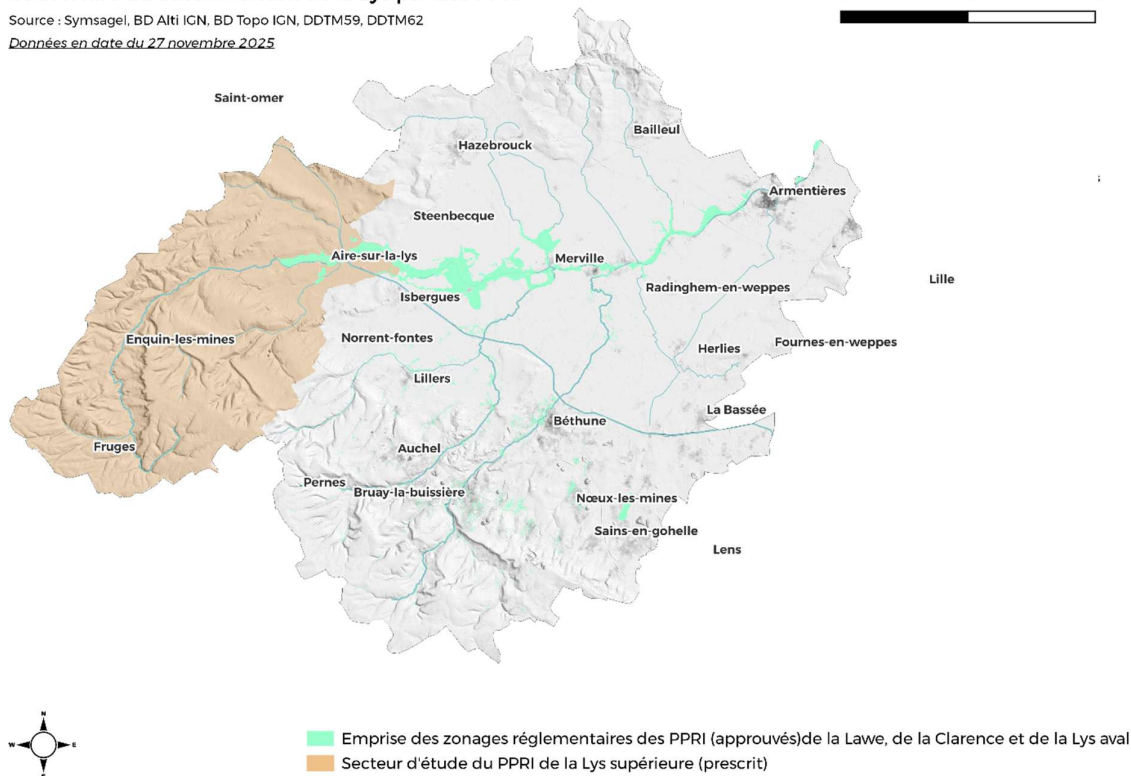 Source : Symsagel, BD Alti IGN, BD Topo IGN, DDTM59, DDTM62
Données en date du 27 novembre 2025
Saint-omer
Bailleul
Hazebrouck
Armentières
Steenbecque
Aire-sur-la-lys
Merville
Lille
Radinghem-en-weppes
Isbergues
Enquin-les-mines
Norrent-fontes
Herlies
Fournes-en-weppes
Lillers
La Bassée
Béthune
Fruges
Auchel
Pernes
Bruay-la-buissière
Nœux-les-mines
Sains-en-gohelle
Lens
N
W E
S
Emprise des zonages réglementaires des PPRI (approuvés)de la Lawe, de la Clarence et de la Lys aval
Secteur d'étude du PPRI de la Lys supérieure (prescrit)